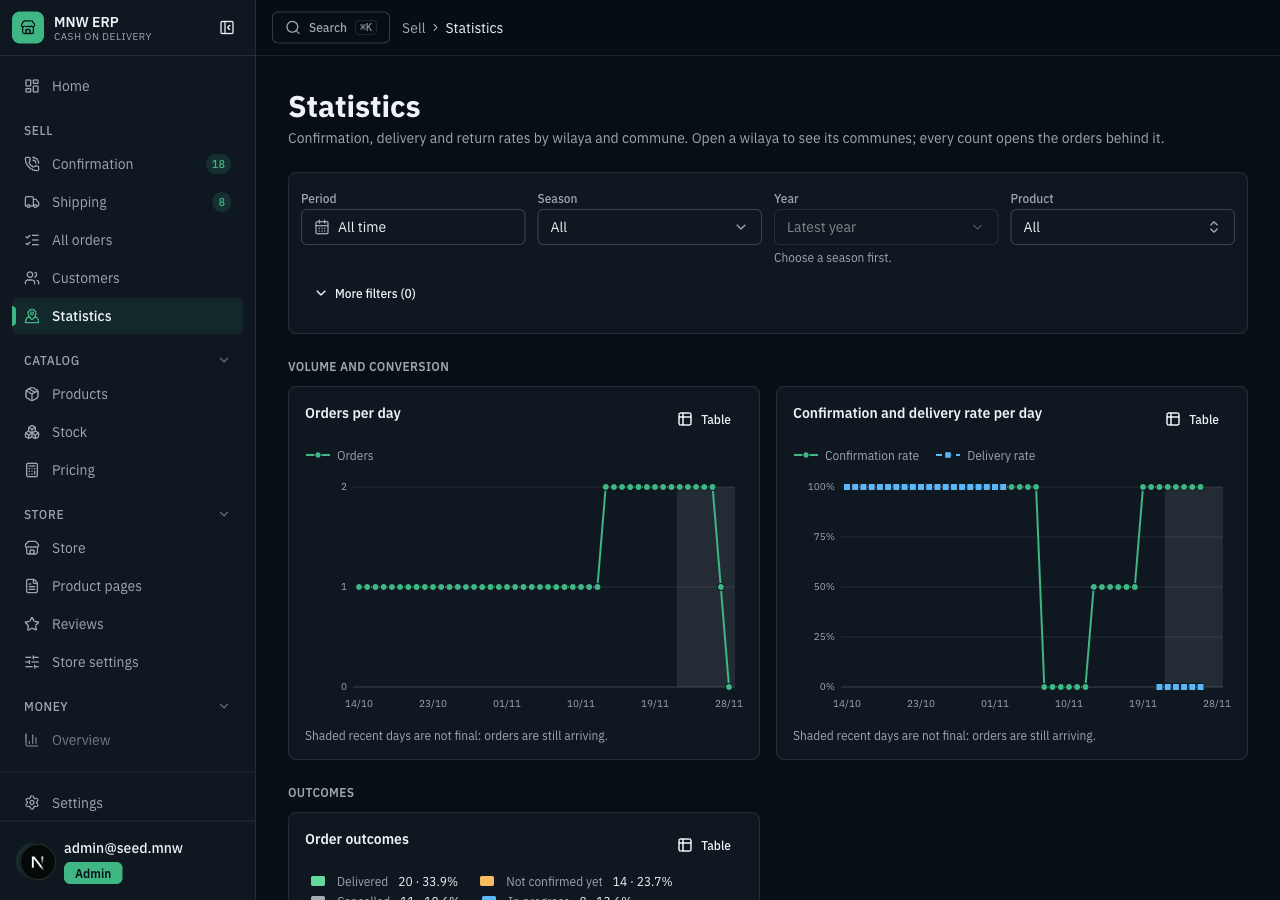 MNW ERP
CASH ON DELIVERY
Search ⌘K
Sell › Statistics
Home
SELL
Confirmation 18
Shipping 8
All orders
Customers
Statistics
CATALOG
Products
Stock
Pricing
STORE
Store
Product pages
Reviews
Store settings
MONEY
Overview
Settings
N
admin@seed.mnw
Admin
Statistics
Confirmation, delivery and return rates by wilaya and commune. Open a wilaya to see its communes; every count opens the orders behind it.
Period Season Year Product
All time All Latest year All
Choose a season first.
More filters (0)
VOLUME AND CONVERSION
Orders per day
Table
Orders
2
1
0
14/10 23/10 01/11 10/11 19/11 28/11
Shaded recent days are not final: orders are still arriving.
Confirmation and delivery rate per day
Table
Confirmation rate Delivery rate
100%
75%
50%
25%
0%
14/10 23/10 01/11 10/11 19/11 28/11
Shaded recent days are not final: orders are still arriving.
OUTCOMES
Order outcomes
Table
Delivered 20 · 33.9% Not confirmed yet 14 · 23.7%